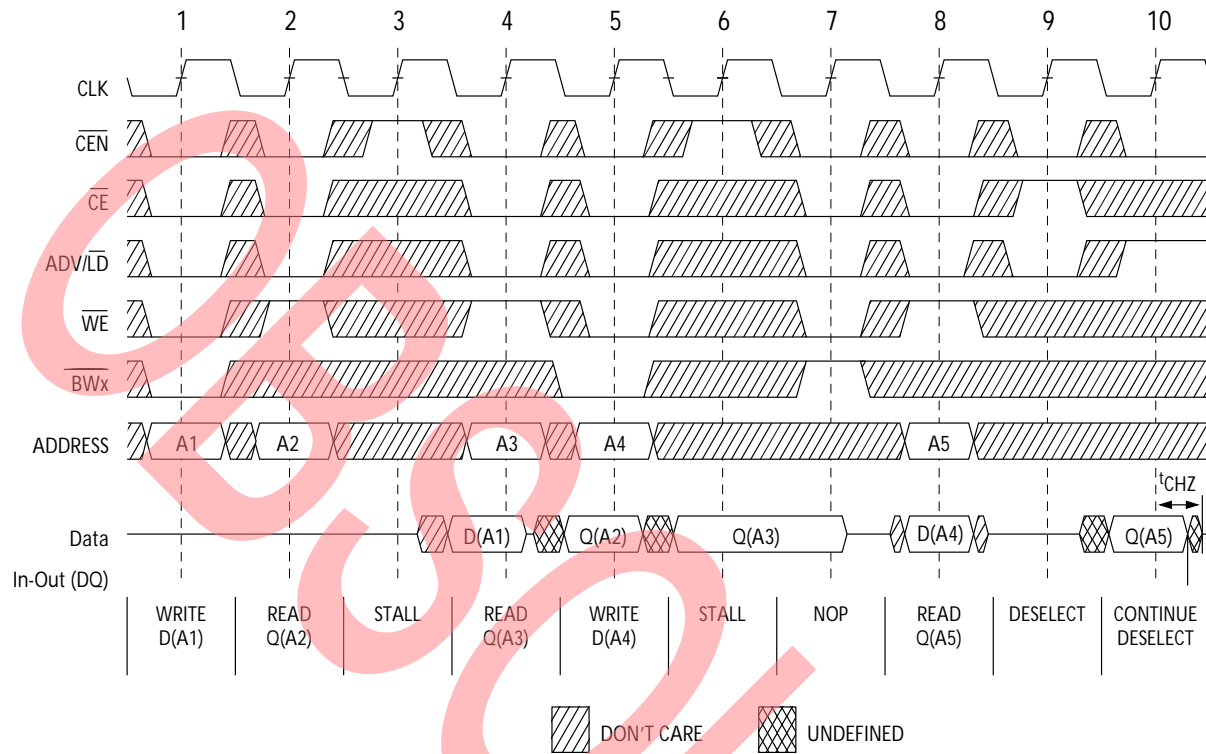 1 2 3 4 5 6 7 8 9 10
CLK
CEN
CE
ADV/LD
WE
BWx
ADDRESS A1 A2 A3 A4 A5
tCHZ
Data D(A1) Q(A2) Q(A3) D(A4) Q(A5)
In-Out (DQ)
WRITE READ STALL READ WRITE STALL NOP READ DESELECT CONTINUE
D(A1) Q(A2) Q(A3) D(A4) Q(A5) DESELECT
DON'T CARE UNDEFINED
OBSOL